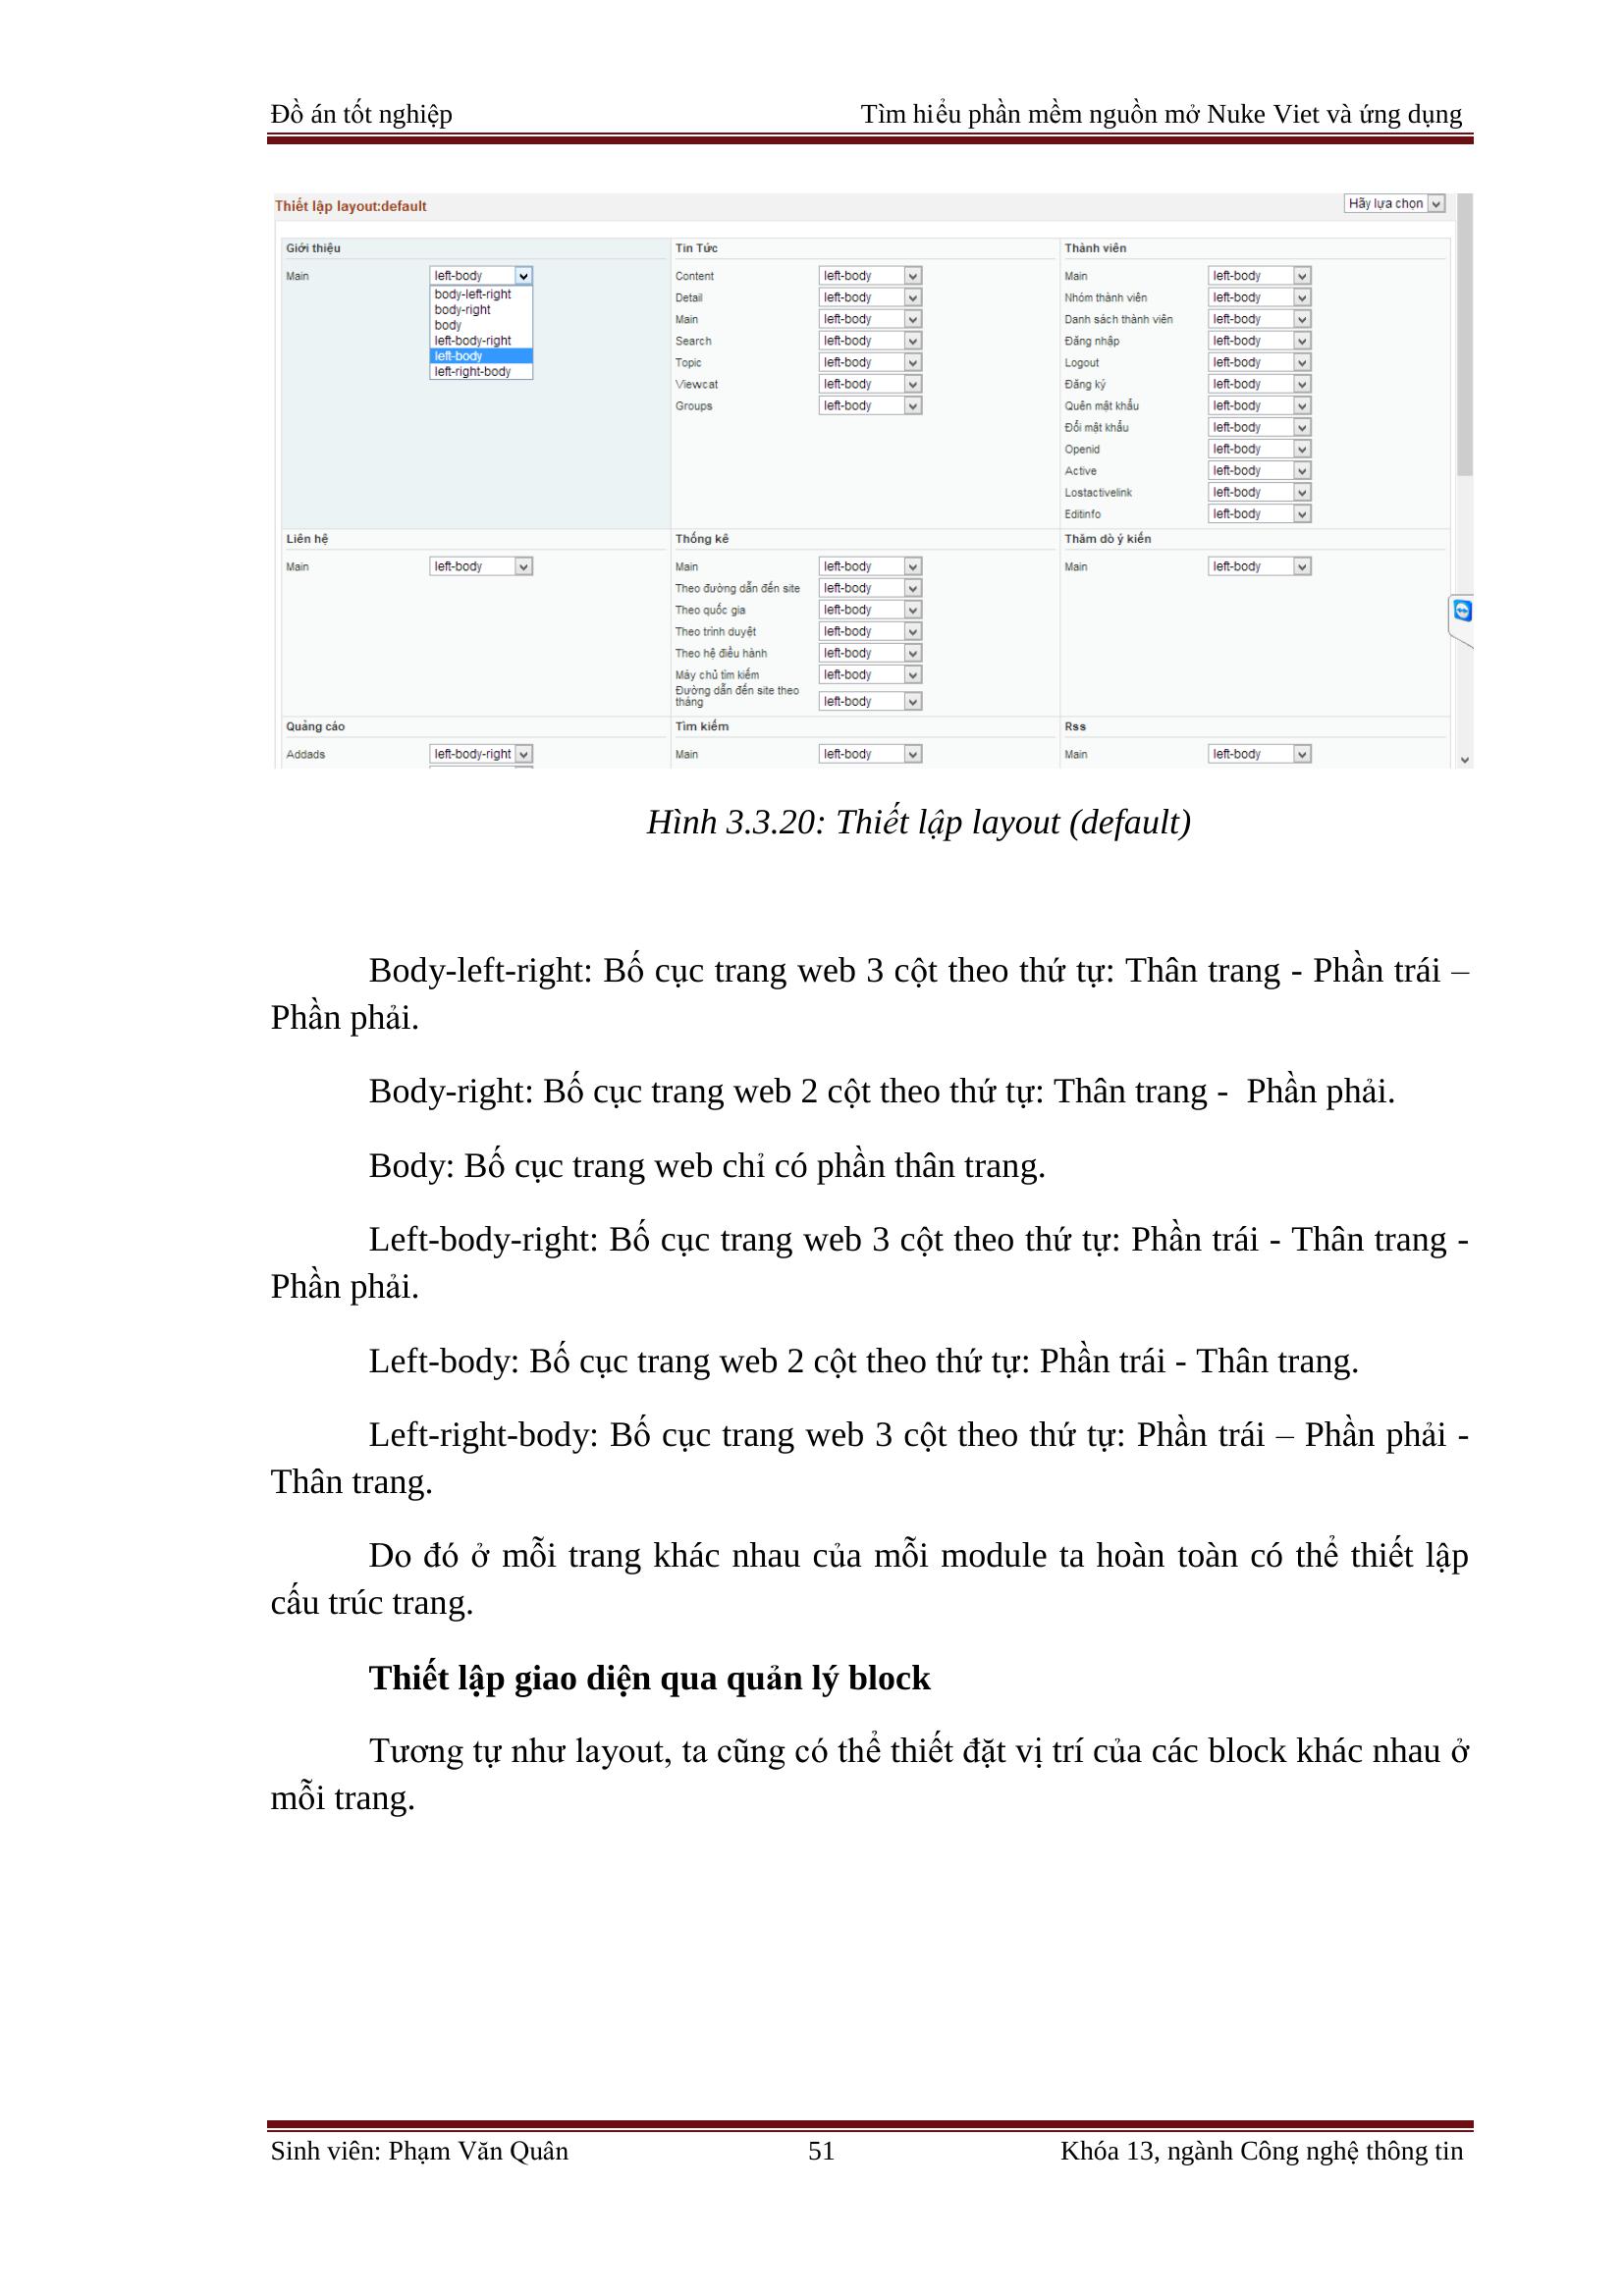 Đồ án tốt nghiệp Tìm hiểu phần mềm nguồn mở Nuke Viet và ứng dụng
Thiết lập layout:default Hãy lựa chọn
Giới thiệu
Main left-body
body-left-right
body-right
body
left-body-right
left-body
left-right-body
Tin Tức
Content left-body
Detail left-body
Main left-body
Search left-body
Topic left-body
Viewcat left-body
Groups left-body
Thành viên
Main left-body
Nhóm thành viên left-body
Danh sách thành viên left-body
Đăng nhập left-body
Logout left-body
Đăng ký left-body
Quên mật khẩu left-body
Đổi mật khẩu left-body
Openid left-body
Active left-body
Lostactivelink left-body
Editinfo left-body
Liên hệ
Main left-body
Thống kê
Main left-body
Theo đường dẫn đến site left-body
Theo quốc gia left-body
Theo trình duyệt left-body
Theo hệ điều hành left-body
Máy chủ tìm kiếm left-body
Đường dẫn đến site theo
tháng left-body
Thăm dò ý kiến
Main left-body
Quảng cáo
Addads left-body-right
Tìm kiếm
Main left-body
Rss
Main left-body
Hình 3.3.20: Thiết lập layout (default)
Body-left-right: Bố cục trang web 3 cột theo thứ tự: Thân trang - Phần trái –
Phần phải.
Body-right: Bố cục trang web 2 cột theo thứ tự: Thân trang - Phần phải.
Body: Bố cục trang web chỉ có phần thân trang.
Left-body-right: Bố cục trang web 3 cột theo thứ tự: Phần trái - Thân trang -
Phần phải.
Left-body: Bố cục trang web 2 cột theo thứ tự: Phần trái - Thân trang.
Left-right-body: Bố cục trang web 3 cột theo thứ tự: Phần trái – Phần phải -
Thân trang.
Do đó ở mỗi trang khác nhau của mỗi module ta hoàn toàn có thể thiết lập
cấu trúc trang.
Thiết lập giao diện qua quản lý block
Tương tự như layout, ta cũng có thể thiết đặt vị trí của các block khác nhau ở
mỗi trang.
Sinh viên: Phạm Văn Quân 51 Khóa 13, ngành Công nghệ thông tin